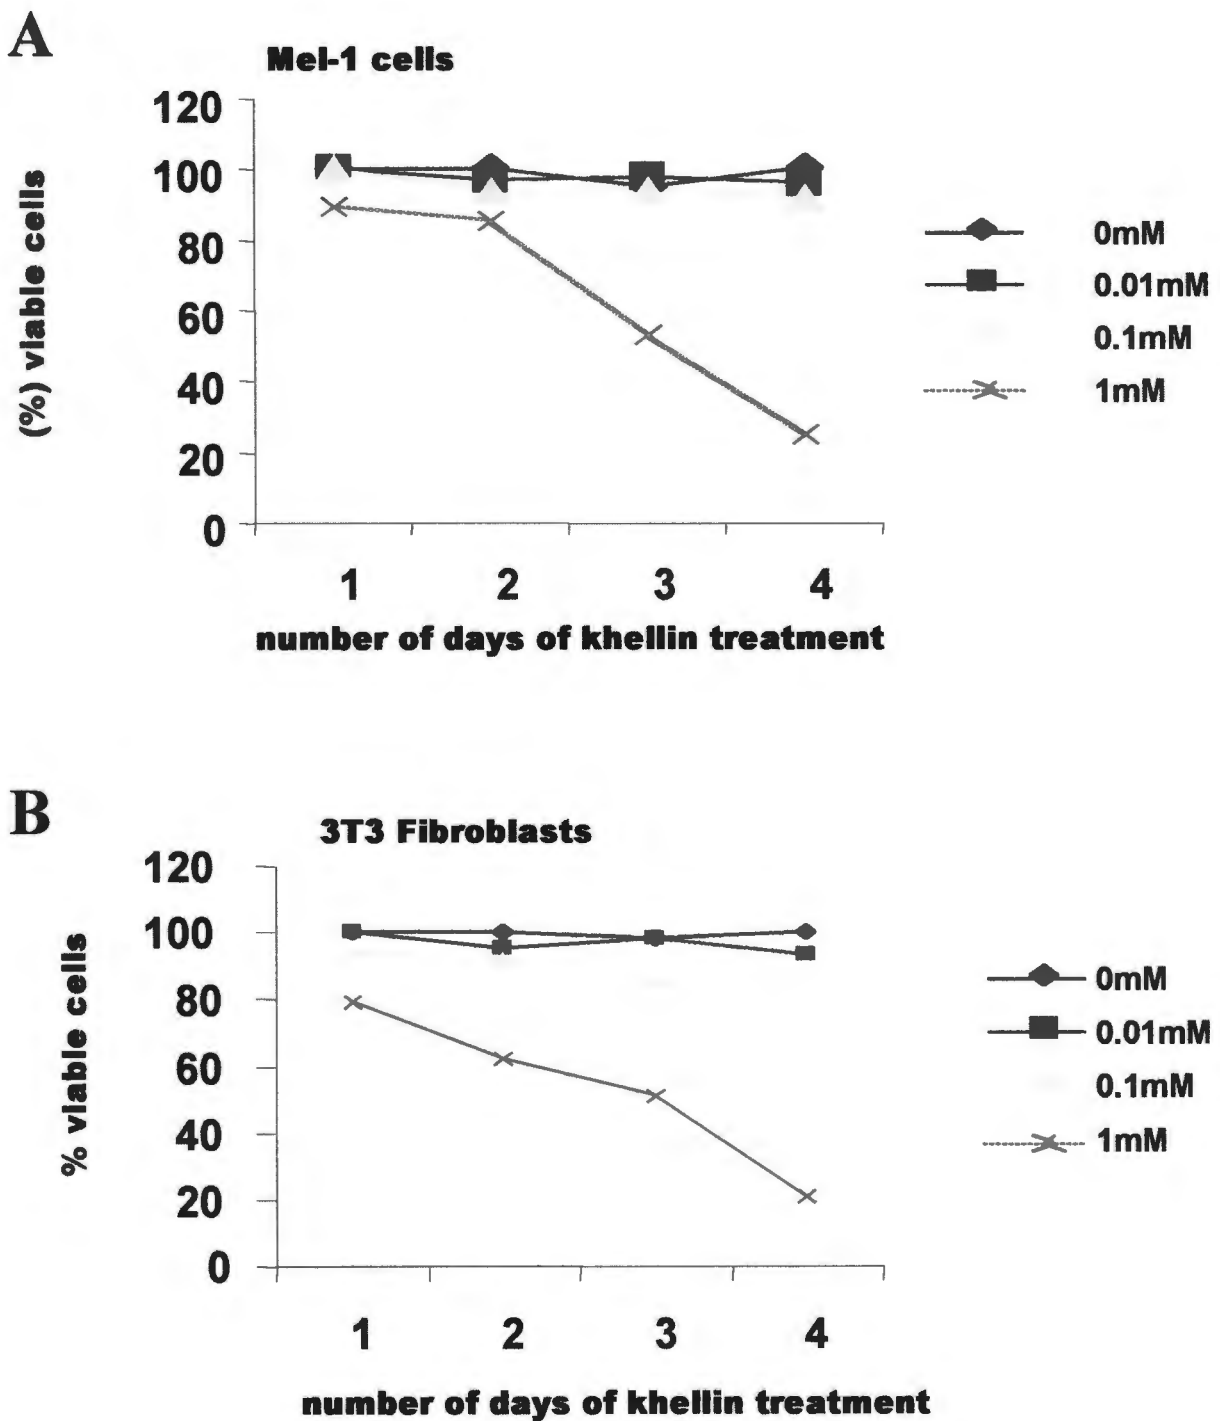 A
Mel-1 cells
120
100
80
60
40
20
0
(%) viable cells
1 2 3 4
number of days of khellin treatment
0mM
0.01mM
0.1mM
1mM
B
3T3 Fibroblasts
120
100
80
60
40
20
0
% viable cells
1 2 3 4
number of days of khellin treatment
0mM
0.01mM
0.1mM
1mM